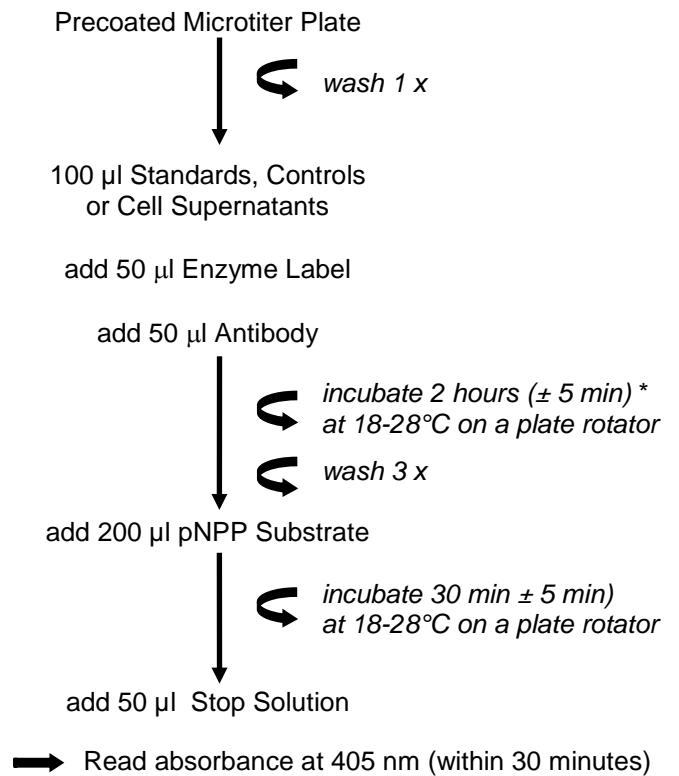 Precoated Microtiter Plate
wash 1 x
100 µl Standards, Controls
or Cell Supernatants
add 50 µl Enzyme Label
add 50 µl Antibody
incubate 2 hours (± 5 min) *
at 18-28°C on a plate rotator
wash 3 x
add 200 µl pNPP Substrate
incubate 30 min ± 5 min)
at 18-28°C on a plate rotator
add 50 µl  Stop Solution
Read absorbance at 405 nm (within 30 minutes)